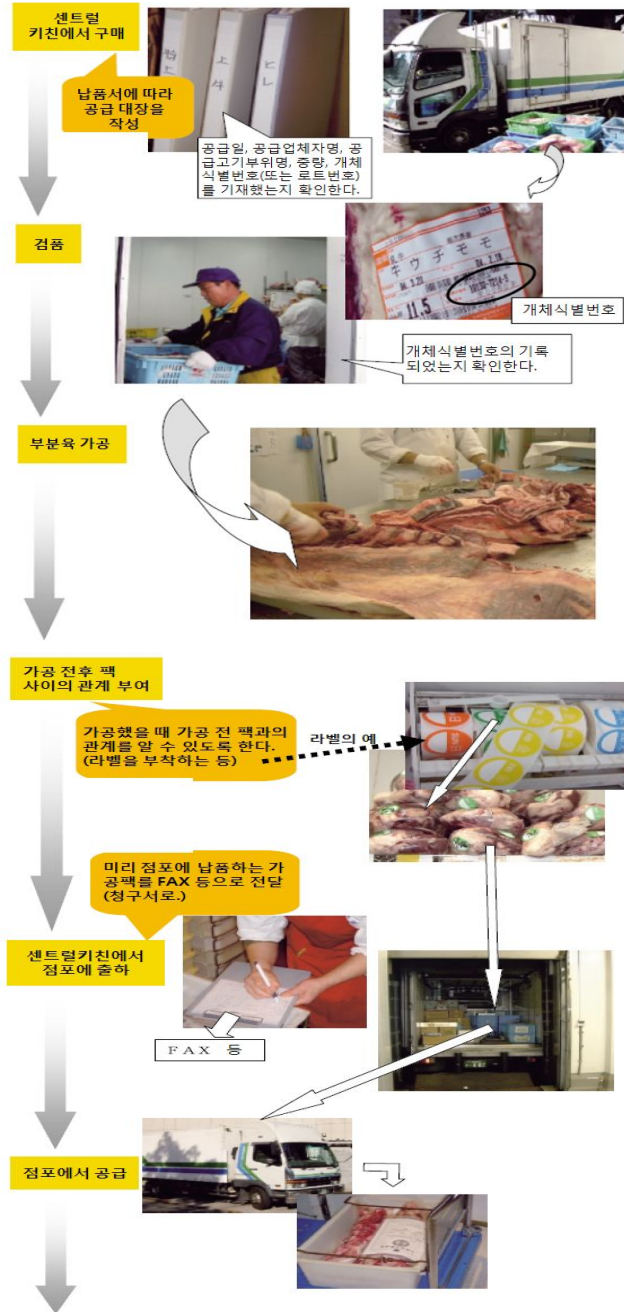 센트럴
키친에서 구매
납품서에 따라
공급 대장을
작성
上
ヒレ
공급일, 공급업체자명, 공
급고기부위명, 중량, 개체
식별번호(또는 로트번호)
를 기재했는지 확인한다.
검품
ウチモモ
11.5
개체식별번호
개체식별번호의 기록
되었는지 확인한다.
부분육 가공
가공 전후 팩
사이의 관계 부여
가공했을 때 가공 전 팩과의
관계를 알 수 있도록 한다.
(라벨을 부착하는 등)
라벨의 예
미리 점포에 납품하는 가
공팩를 FAX 등으로 전달
(청구서로.)
센트럴키친에서
점포에 출하
FAX 등
점포에서 공급